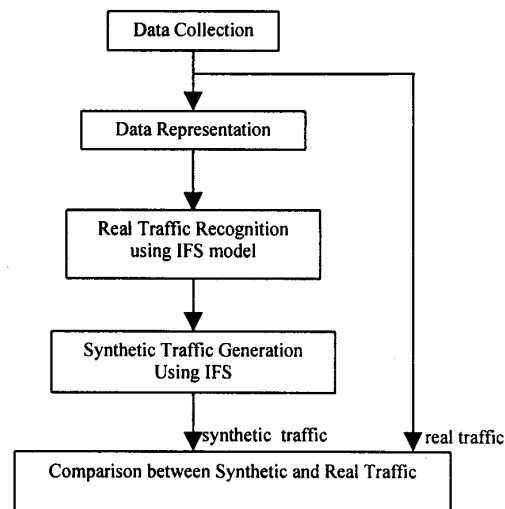 Data Collection
Data Representation
Real Traffic Recognition
using IFS model
Synthetic Traffic Generation
Using IFS
synthetic traffic
real traffic
Comparison between Synthetic and Real Traffic